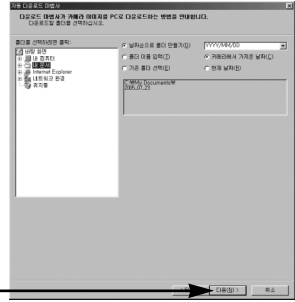 자동 다운로드 마법사
다운로드 마법사가 카메라 이미지를 PC로 다운로드하는 방법을 안내합니다.
다운로드할 폴더를 선택하십시오.
폴더를 선택하려면 클릭:
바탕 화면
내 컴퓨터
내 문서
Internet Explorer
네트워크 환경
휴지통
날짜순으로 폴더 만들기(D)
YYYY/MM/DD
폴더 이름 입력(T)
카메라에서 가져온 날짜(C)
기존 폴더 선택(E)
현재 날짜(R)
C:\My Documents\
2005_07_23
다음(N) >
취소